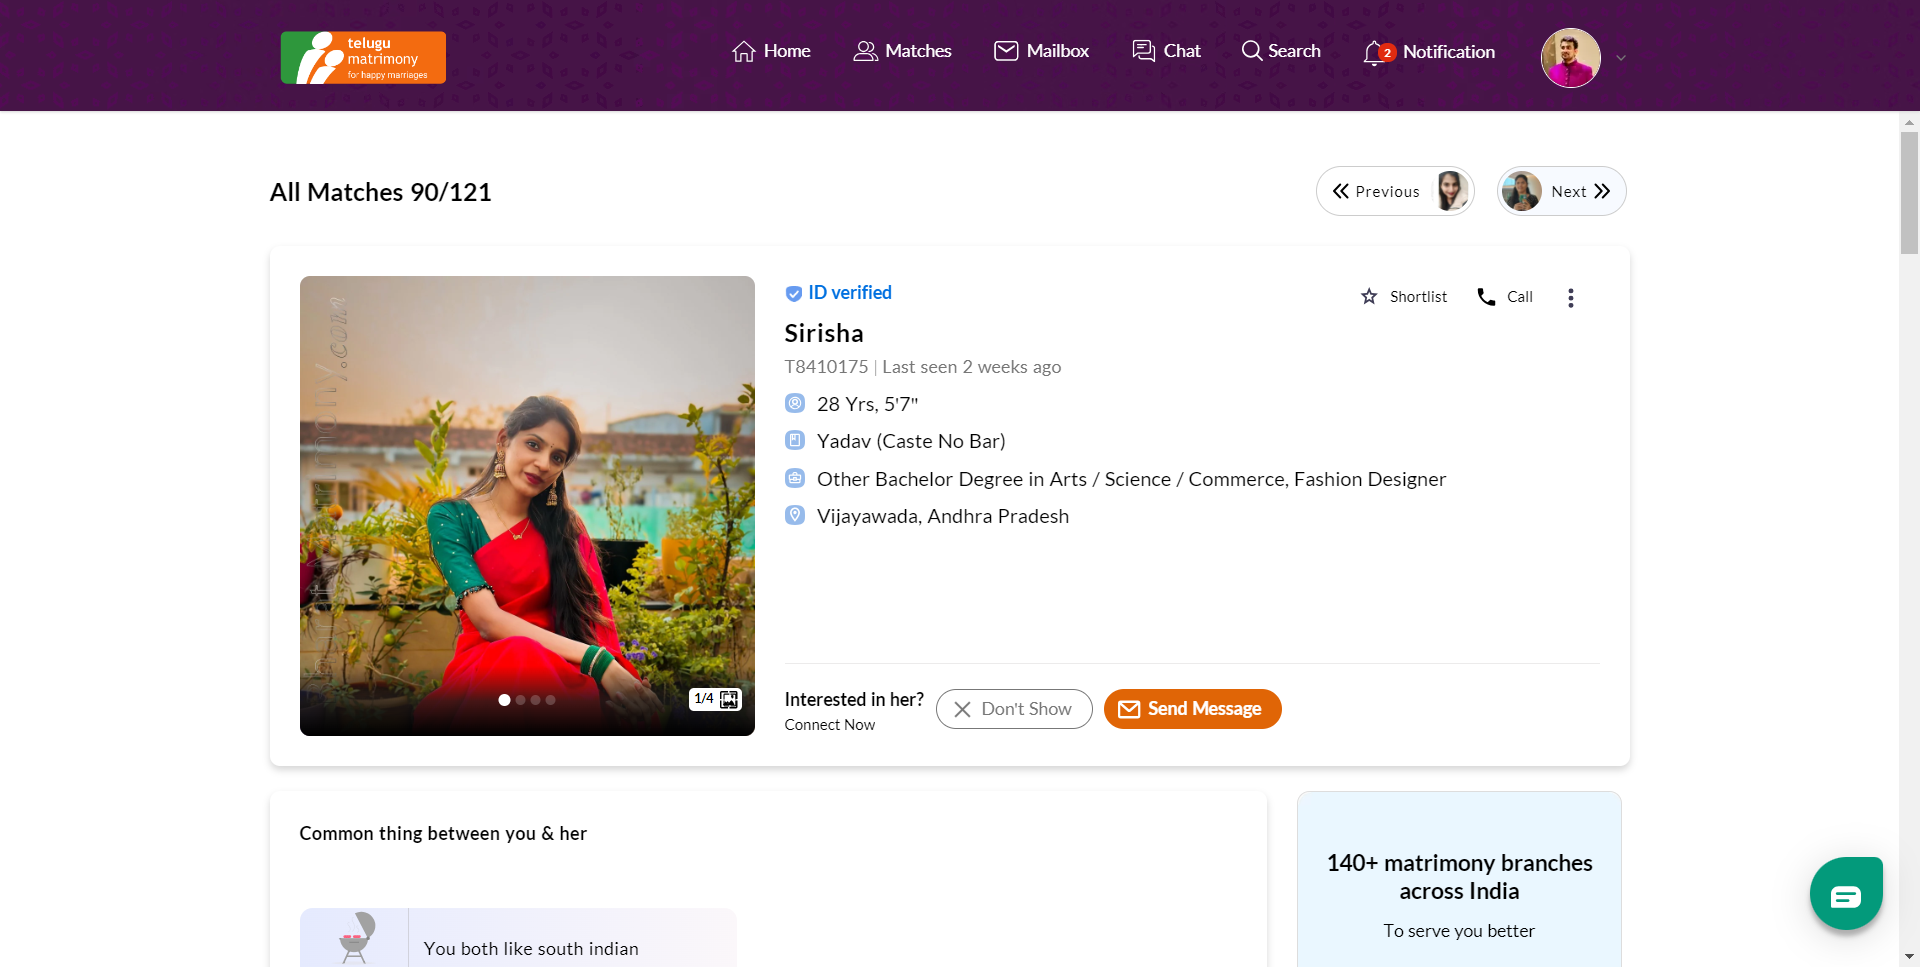 telugu
matrimony
for happy marriages
Home
Matches
Mailbox
Chat
Search
2
Notification
All Matches 90/121
Previous
Next
ID verified
Shortlist
Call
Sirisha
T8410175 | Last seen 2 weeks ago
28 Yrs, 5'7"
Yadav (Caste No Bar)
Other Bachelor Degree in Arts / Science / Commerce, Fashion Designer
Vijayawada, Andhra Pradesh
1/4
Interested in her?
Connect Now
Don't Show
Send Message
Common thing between you & her
You both like south indian
140+ matrimony branches
across India
To serve you better